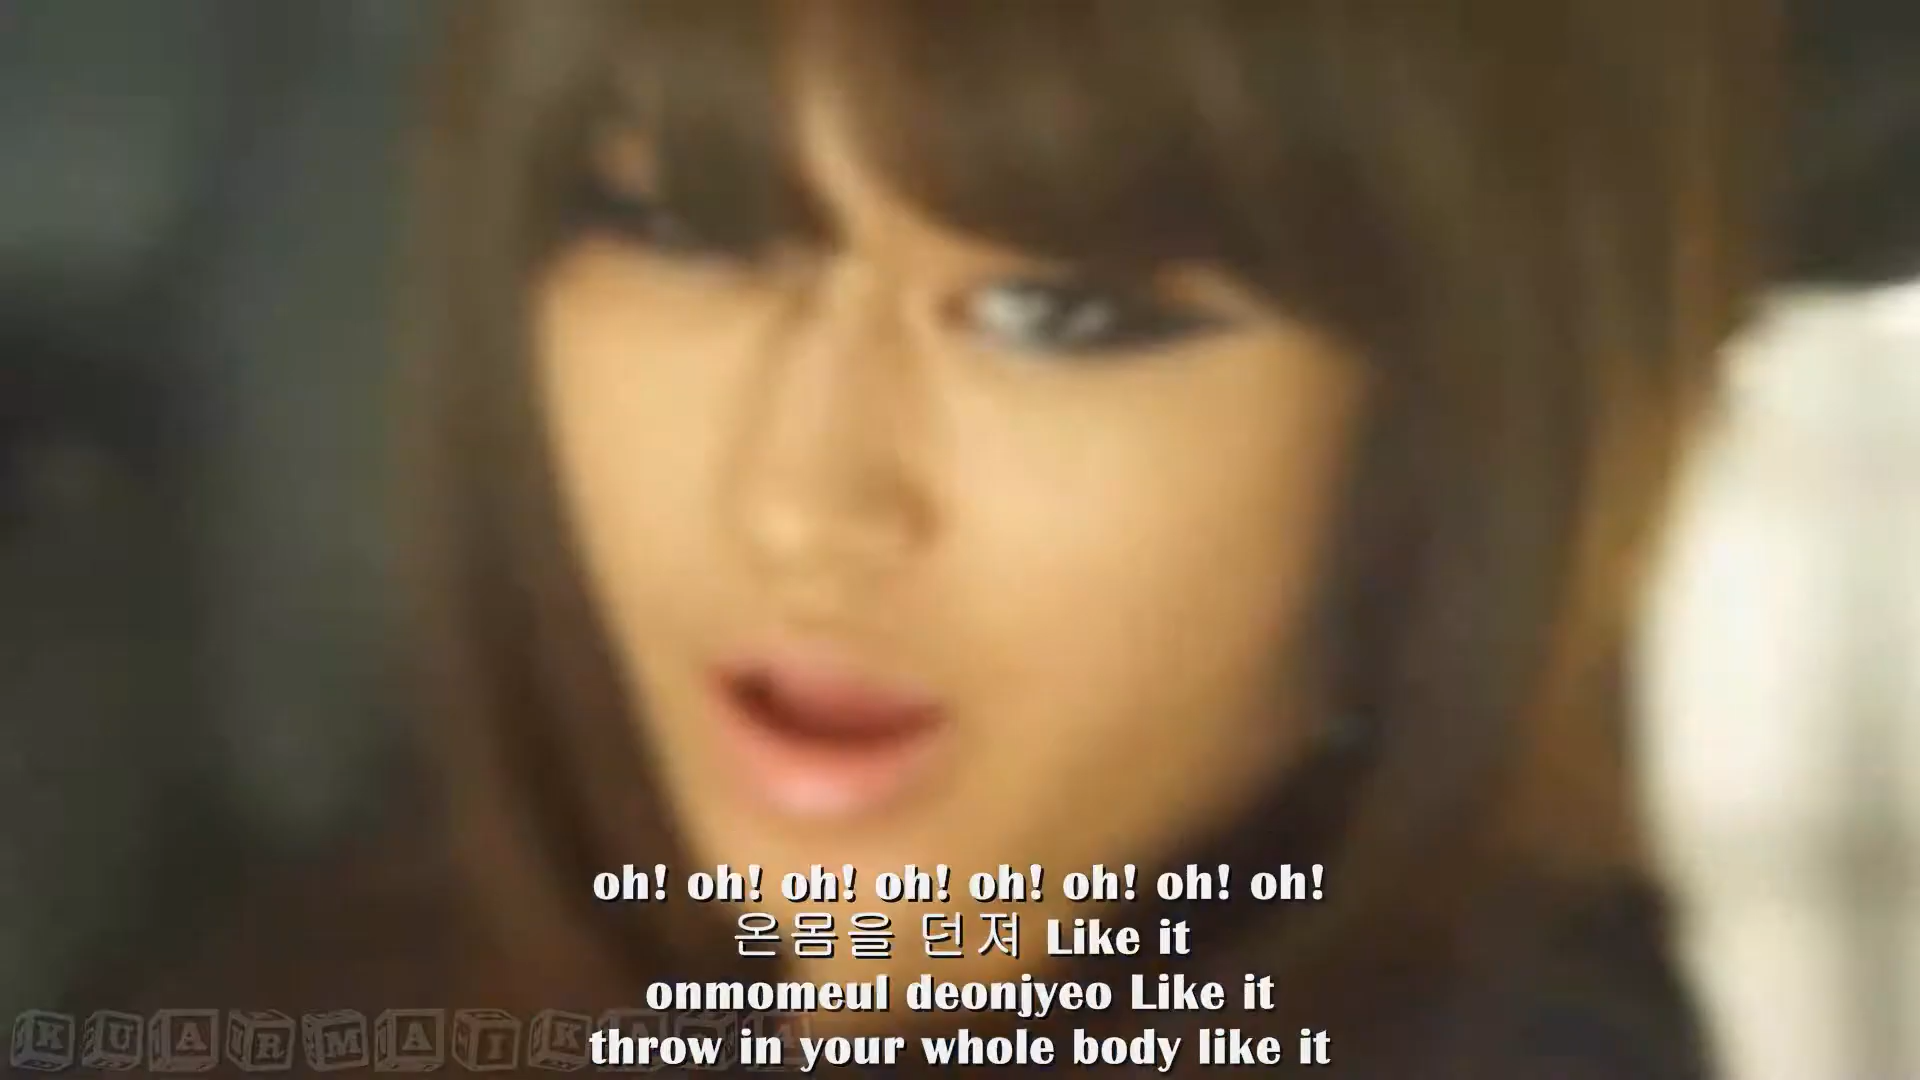 oh! oh! oh! oh! oh! oh! oh! oh!
온몸을 던져 Like it
onmomeul deonjyeo Like it
throw in your whole body like it